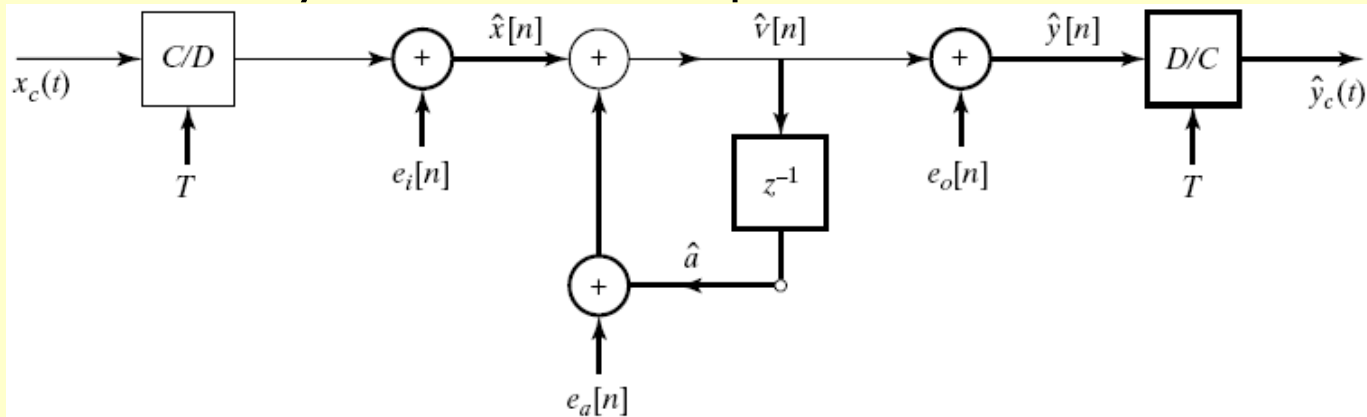 x̂[n]
v̂[n]
ŷ[n]
C/D
+
+
+
D/C
x_c(t)
ŷ_c(t)
T
e_i[n]
z⁻¹
e_o[n]
T
â
+
e_a[n]